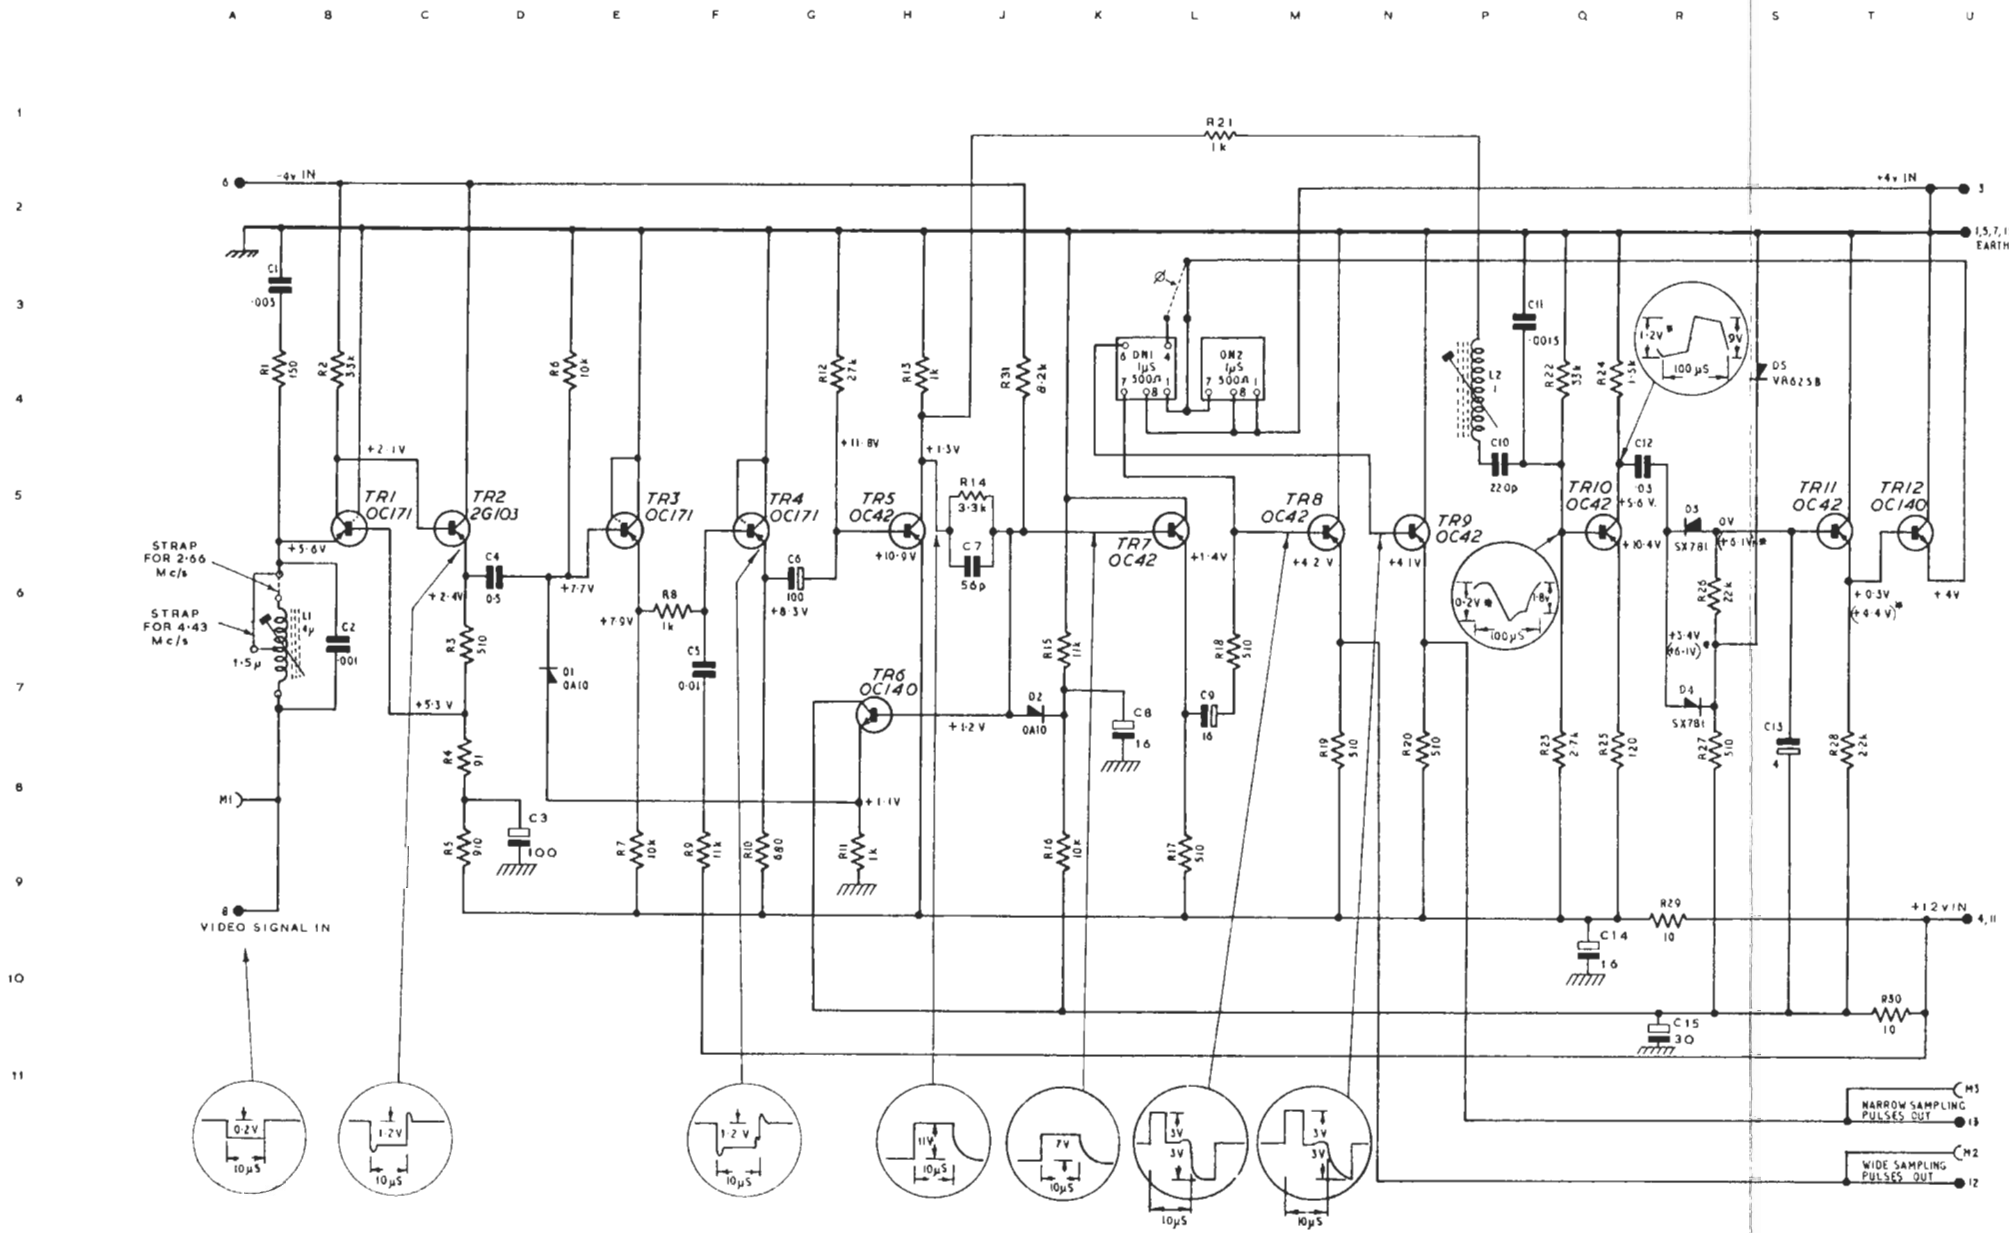 A B C D E F G H J K L M N P Q R S T U
1
R21
1k
6 -4V IN
+4V IN 3
2
1,5,7,1
EARTH
C1
.005
3
C11
.0015
1.2V *
9V
100µS
R1
150
R2
33k
R6
10k
R12
27k
R13
1k
R31
8.2k
6 DN1 4
1µS
500Ω
7 8 1
DN2
1µS
500Ω
7 8 1
Ø
L2
1
R22
33k
R24
1.5k
D5
VR625B
4
+2.1V
+11.8V
+1.3V
C10
220p
C12
.05
+5.6V.
5
TR1
OC171
TR2
2G103
TR3
OC171
TR4
OC171
TR5
OC42
R14
3.3k
C7
56p
TR7
OC42
TR8
OC42
TR9
OC42
TR10
OC42
D3
SX781
0V
(+6.1V)*
TR11
OC42
TR12
OC140
STRAP
FOR 2.66
Mc/s
+5.6V
C4
0.5
+7.7V
C6
100
+8.3V
+10.9V
+1.4V
+4.2V
+4.1V
+10.4V
6
STRAP
FOR 4.43
Mc/s
1.5µ
L1
4µ
C2
.001
+2.4V
R3
510
D1
OA10
+7.9V
R8
1k
C5
0.01
R15
11k
R18
510
0.2V *
1.8V
100µS
R26
22k
+3.4V
(+6.1V) *
+0.3V
(+4.4V)*
+4V
7
+5.3V
TR6
OC140
+1.2V
D2
OA10
C8
16
C9
16
D4
SX781
R4
91
R19
510
R20
510
R23
2.7k
R25
120
R27
510
C13
4
R28
2.2k
8
M1
C3
100
+1.1V
R5
910
R7
10k
R9
11k
R10
680
R11
1k
R16
10k
R17
510
9
8
VIDEO SIGNAL IN
R29
10
+12V IN 4,11
C14
16
10
R30
10
C15
30
11
0.2V
10µS
1.2V
10µS
1.2V
10µS
11V
10µS
7V
10µS
3V
3V
10µS
3V
3V
10µS
M3
NARROW SAMPLING
PULSES OUT
13
M2
WIDE SAMPLING
PULSES OUT
12